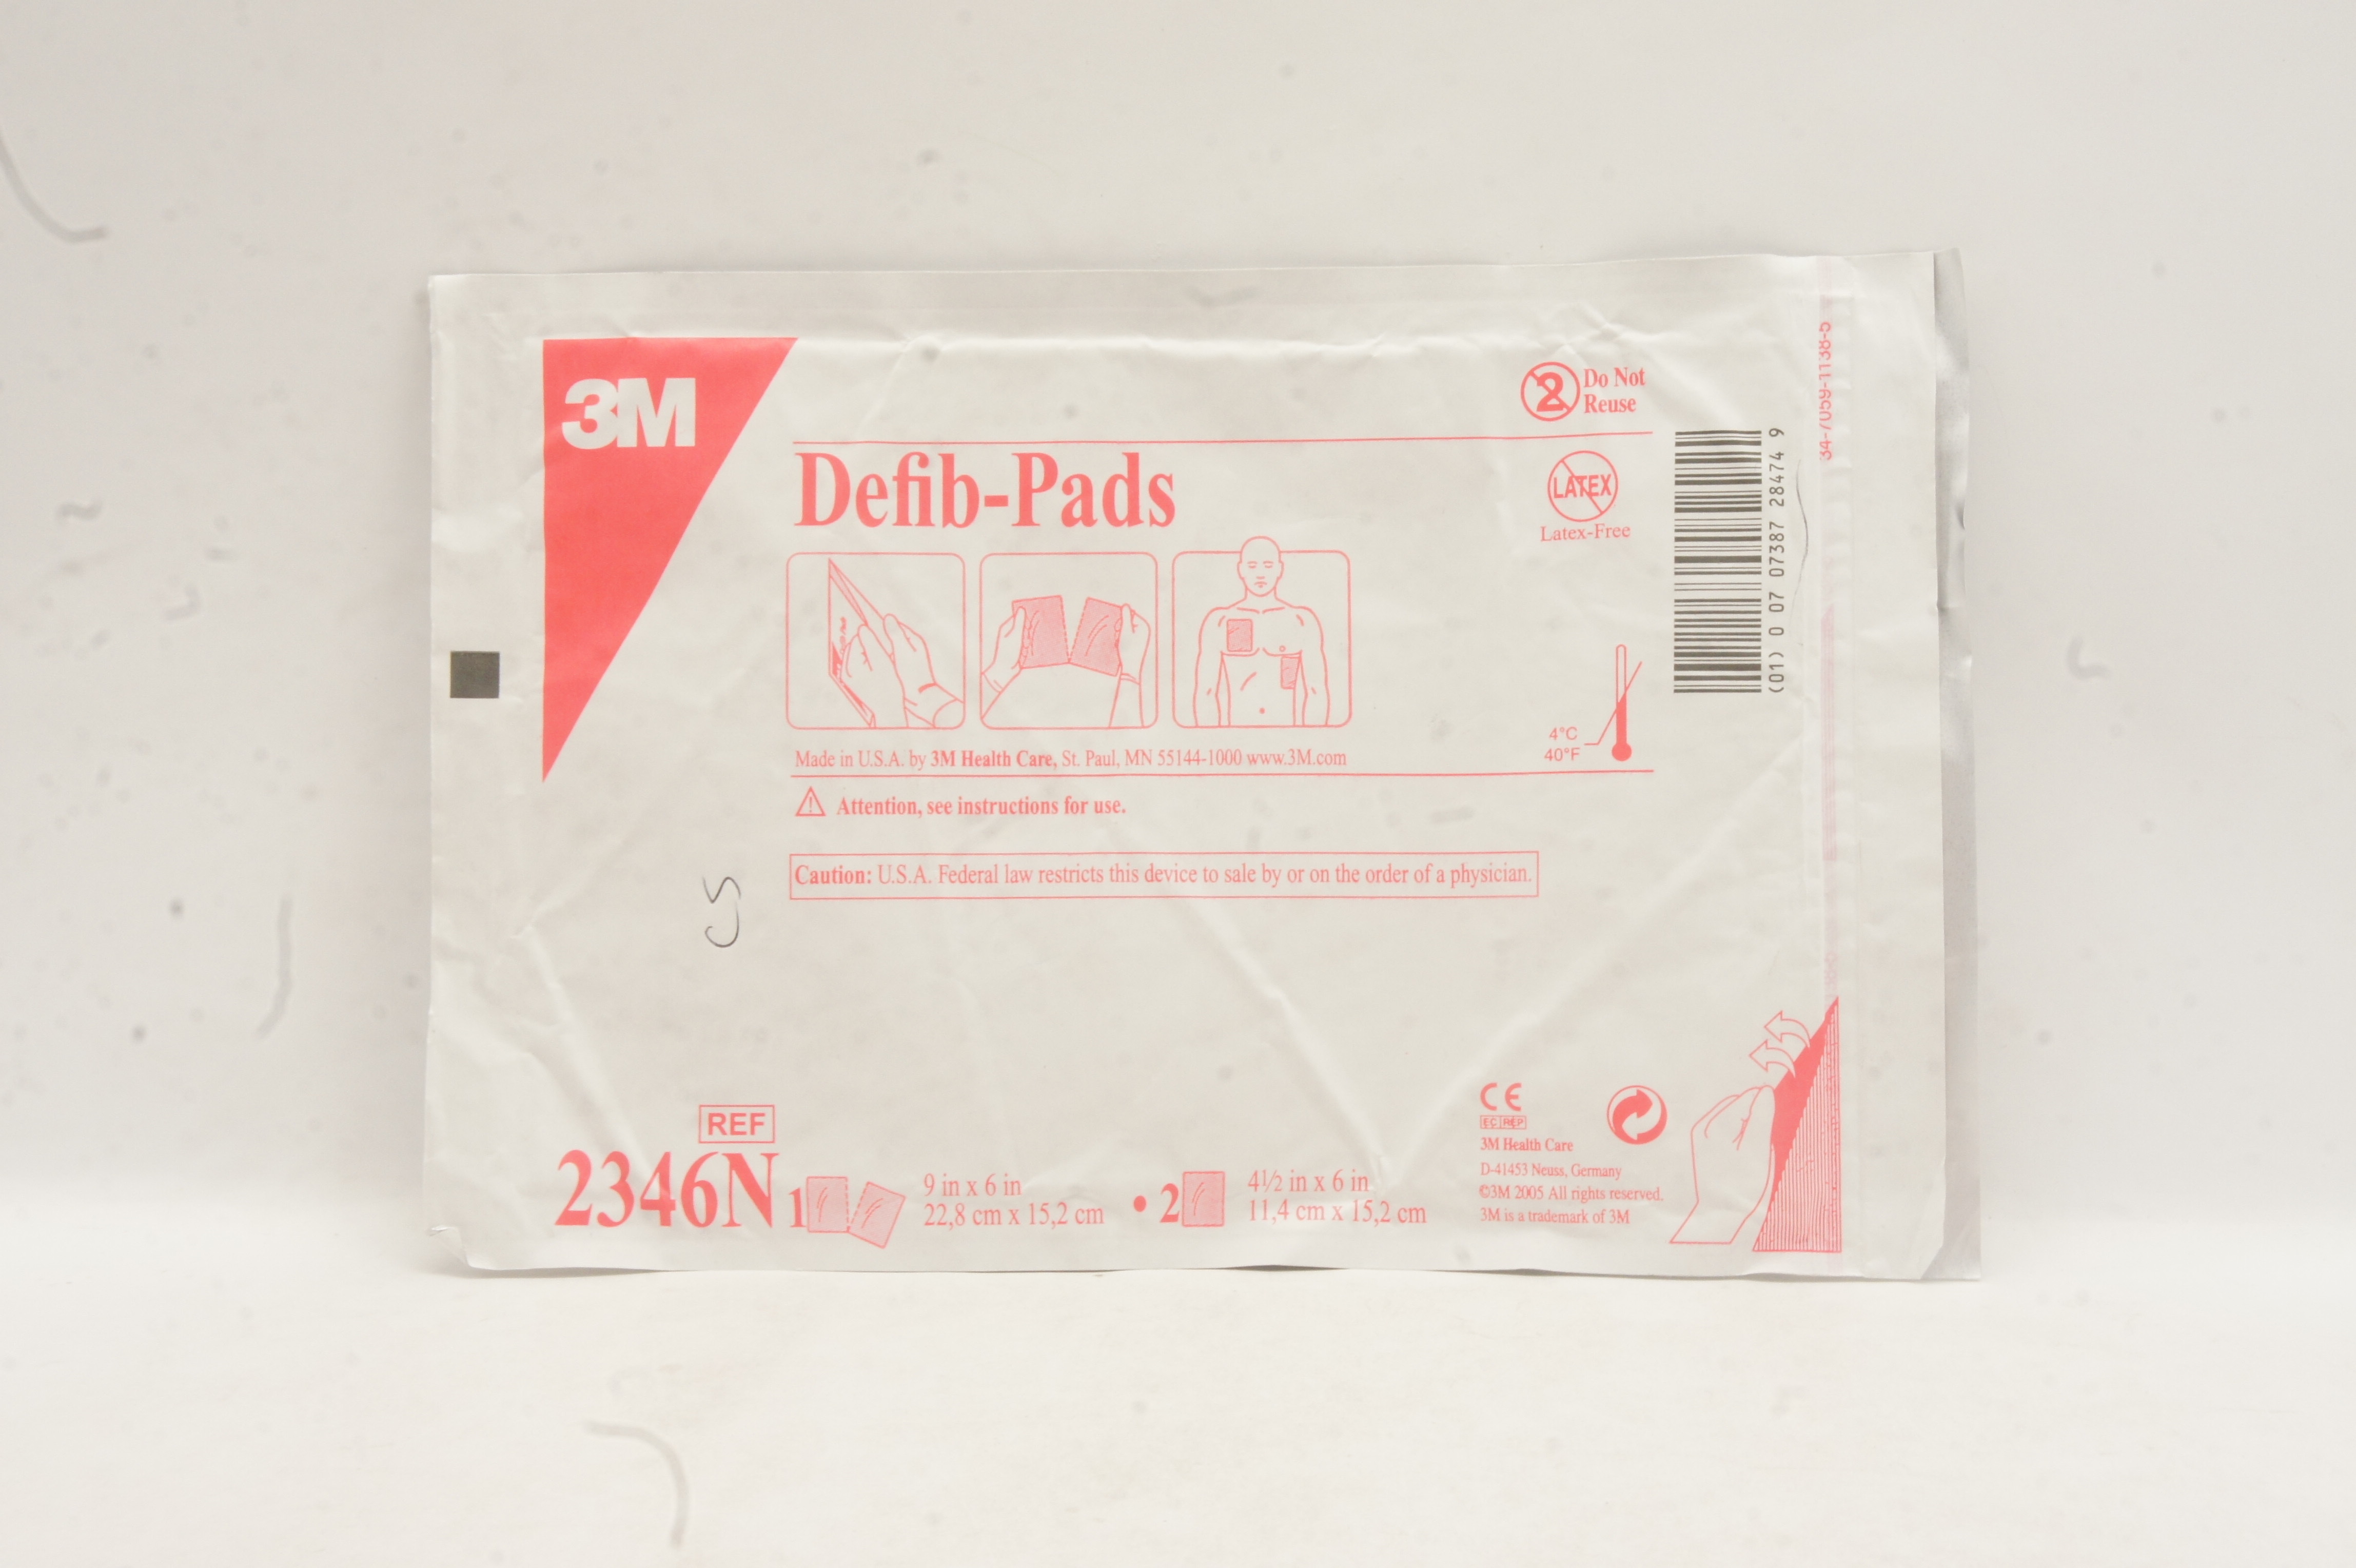 3M
Do Not
Reuse
Defib-Pads
LATEX
Latex-Free
(01) 0 07 07387 28474 9
34-7059-1138-5
4°C
40°F
Made in U.S.A. by 3M Health Care, St. Paul, MN 55144-1000 www.3M.com
Attention, see instructions for use.
Caution: U.S.A. Federal law restricts this device to sale by or on the order of a physician.
REF
2346N
1
9 in x 6 in
22,8 cm x 15,2 cm
• 2
4½ in x 6 in
11,4 cm x 15,2 cm
CE
EC REP
3M Health Care
D-41453 Neuss, Germany
©3M 2005 All rights reserved.
3M is a trademark of 3M